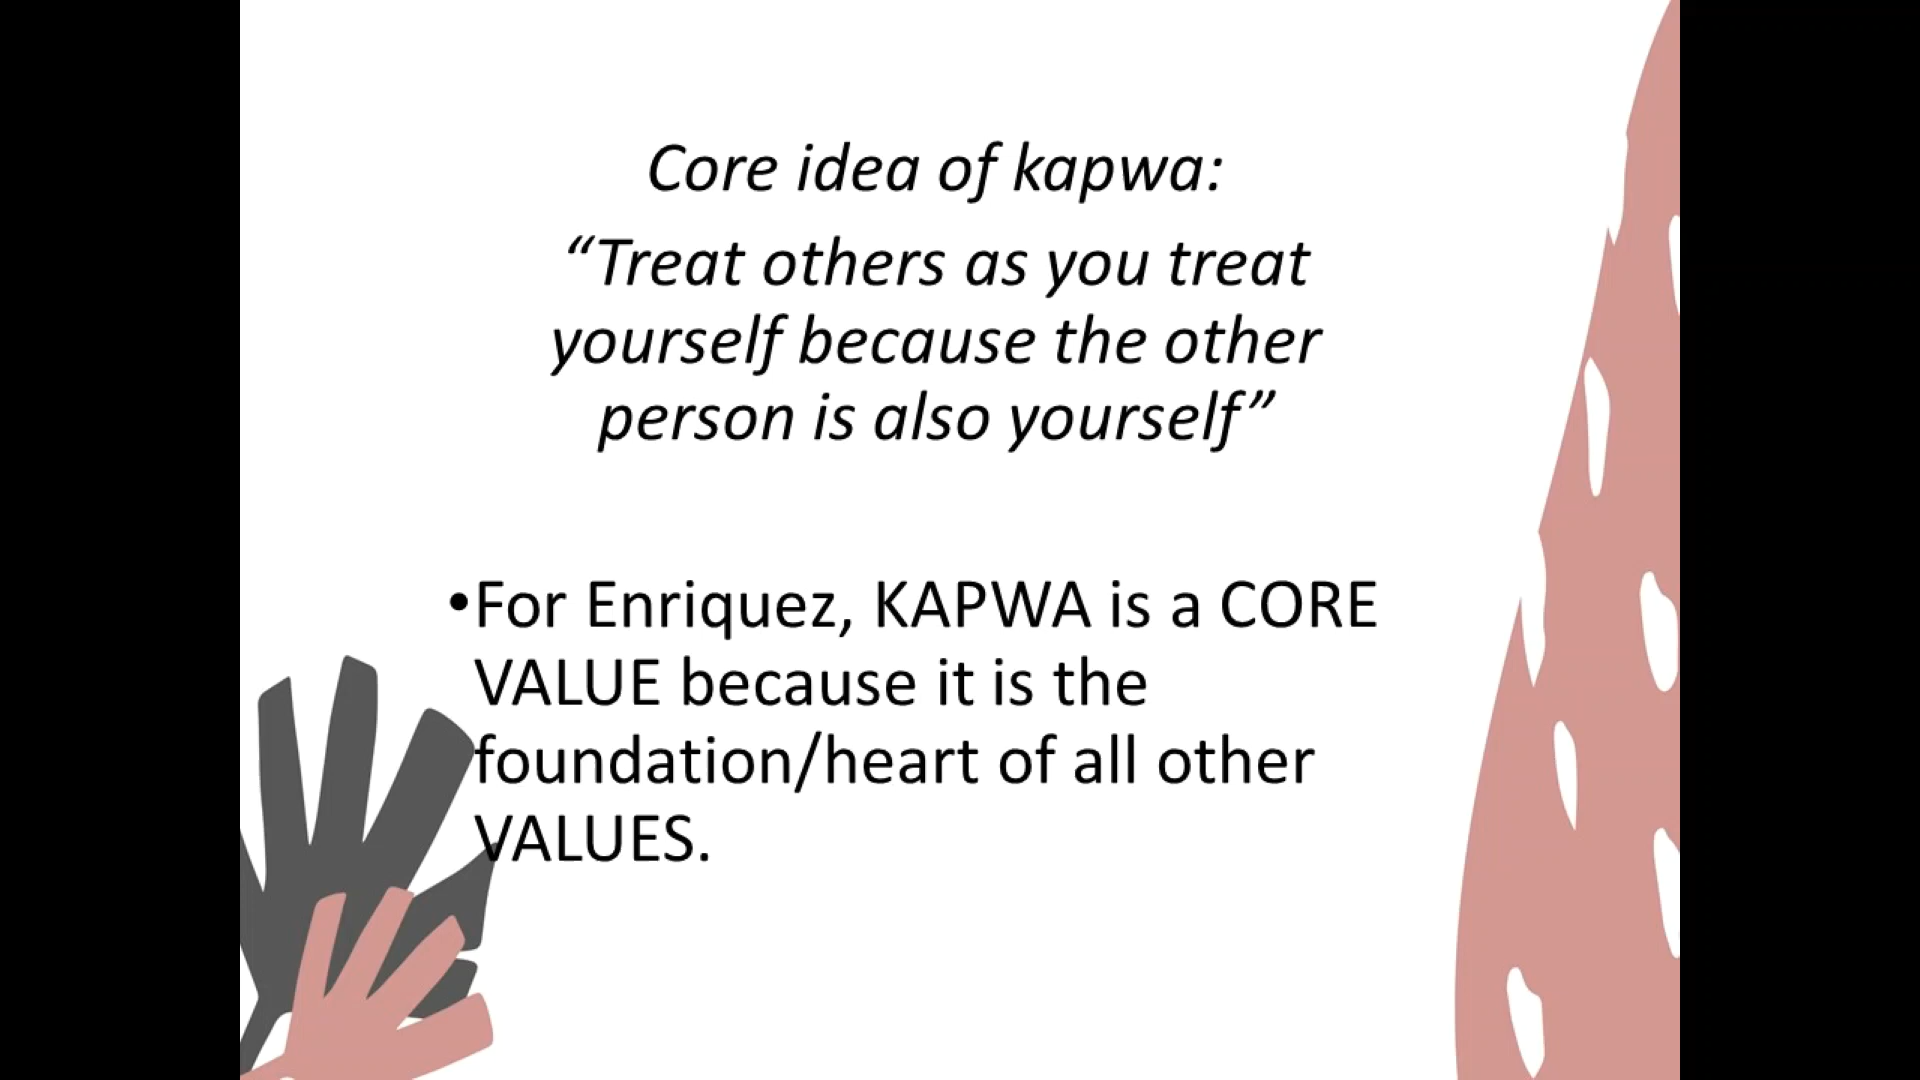 Core idea of kapwa:
“Treat others as you treat
yourself because the other
person is also yourself”
•For Enriquez, KAPWA is a CORE
VALUE because it is the
foundation/heart of all other
VALUES.